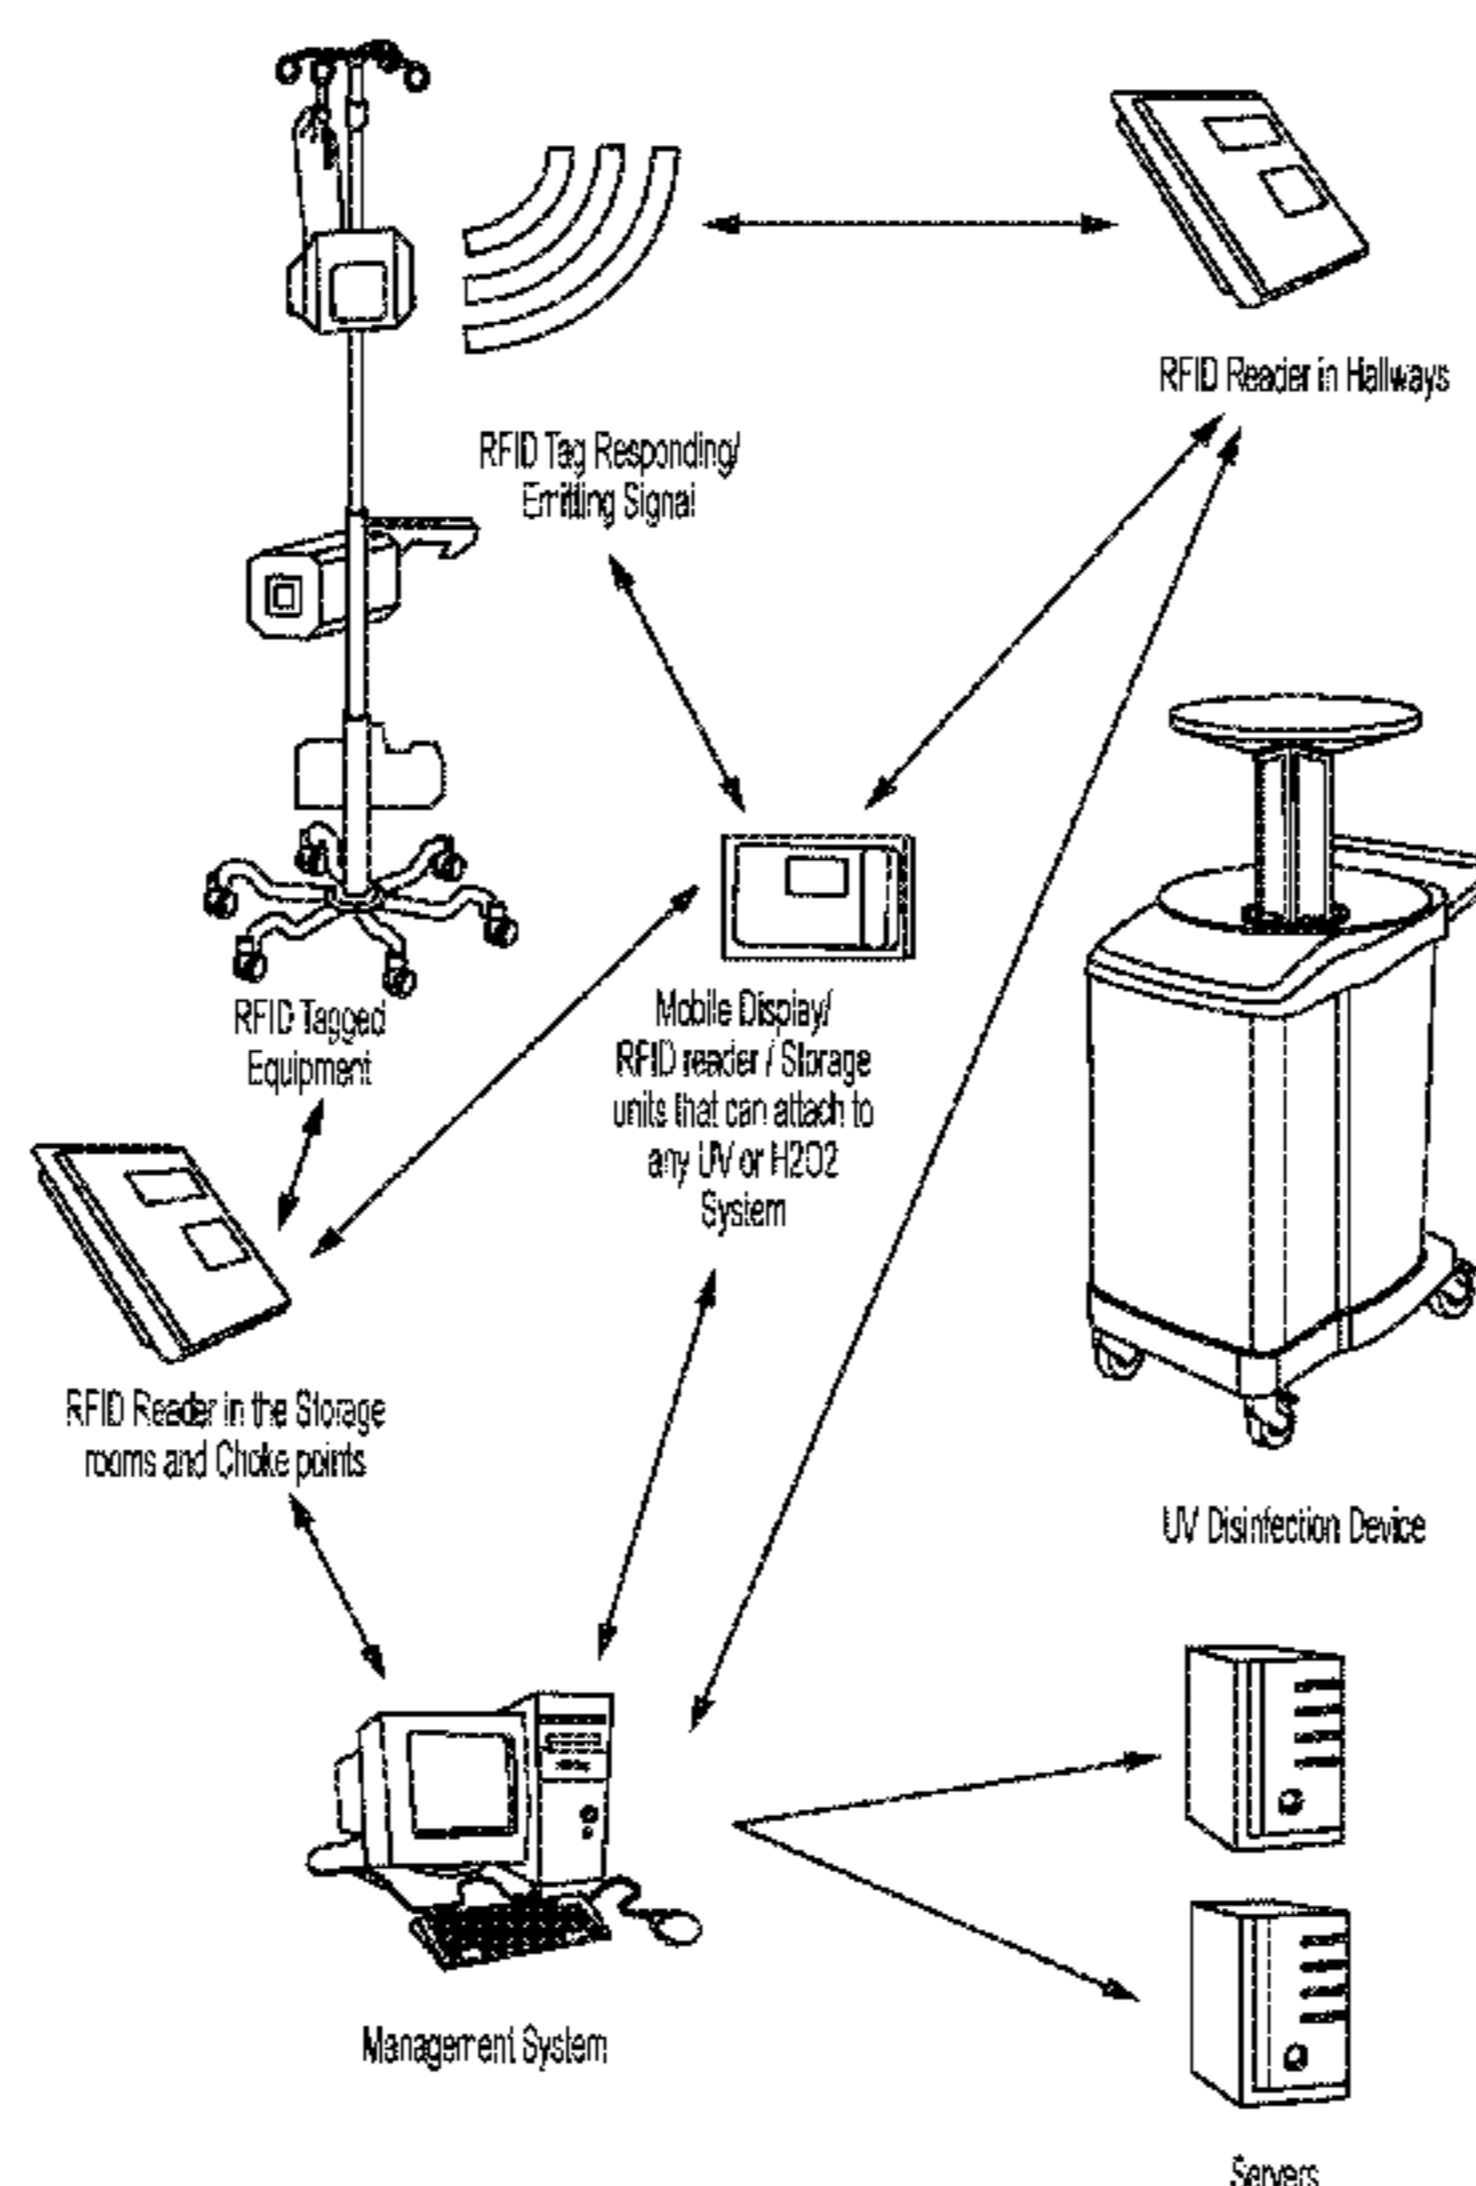 RFID Reader in Hallways
RFID Tag Responding/
Emitting Signal
RFID Tagged
Equipment
Mobile Display/
RFID reader / Storage
units that can attach to
any UV or H2O2
System
RFID Reader in the Storage
rooms and Choke points
UV Disinfection Device
Management System
Servers